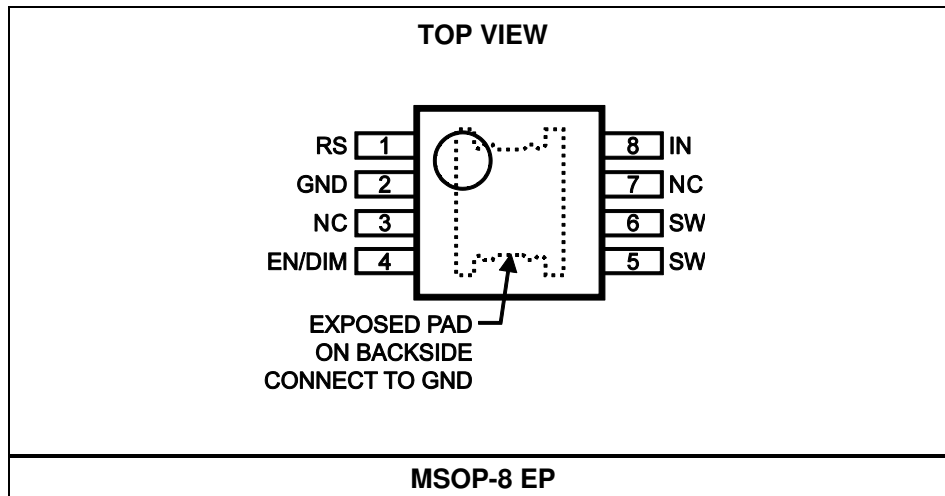 TOP VIEW
RS 1
8 IN
GND 2
7 NC
NC 3
6 SW
EN/DIM 4
5 SW
EXPOSED PAD
ON BACKSIDE
CONNECT TO GND
MSOP-8 EP